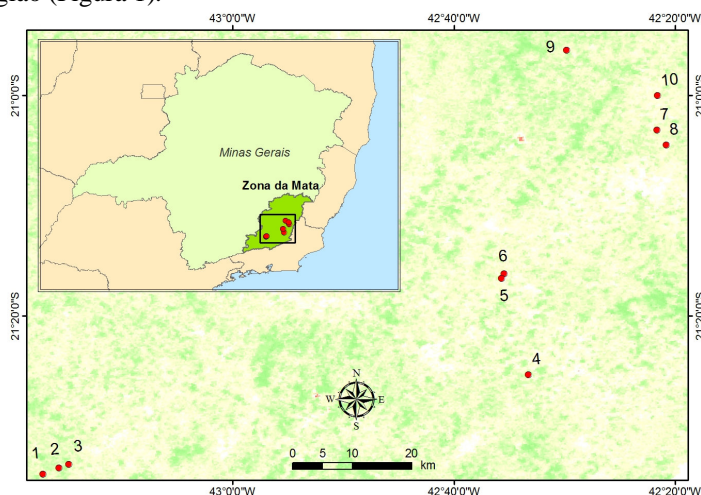 gião (Figura 1).
43°0'0"W 42°40'0"W 42°20'0"W
9
21°0'0"S 10 21°0'0"S
7
8
Minas Gerais
Zona da Mata
6
5
21°20'0"S 21°20'0"S
4
N
W E
S
1 2 3
0 5 10 20
km
43°0'0"W 42°40'0"W 42°20'0"W